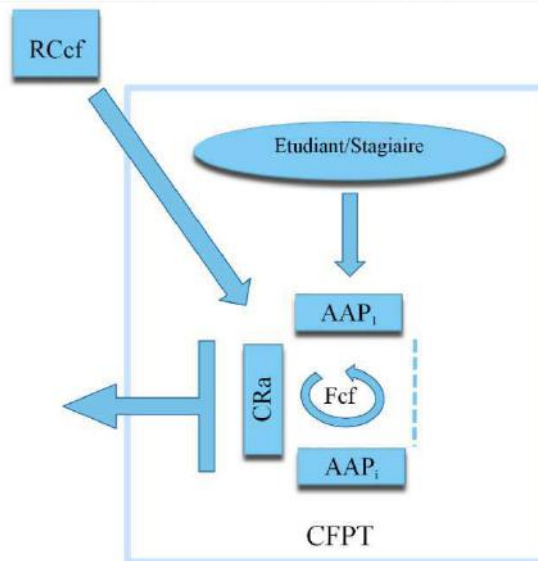 RCcf
Etudiant/Stagiaire
AAP₁
CRa
Fcf
AAPᵢ
CFPT